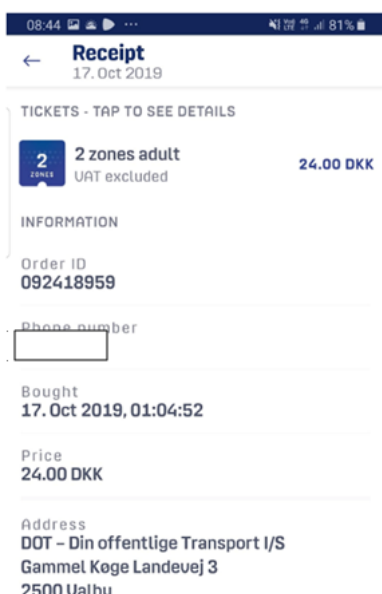 08:44 81%
Receipt
17. Oct 2019
TICKETS - TAP TO SEE DETAILS
2
ZONES
2 zones adult
VAT excluded
24.00 DKK
INFORMATION
Order ID
092418959
Phone number
Bought
17. Oct 2019, 01:04:52
Price
24.00 DKK
Address
DOT – Din offentlige Transport I/S
Gammel Køge Landevej 3
2500 Valby